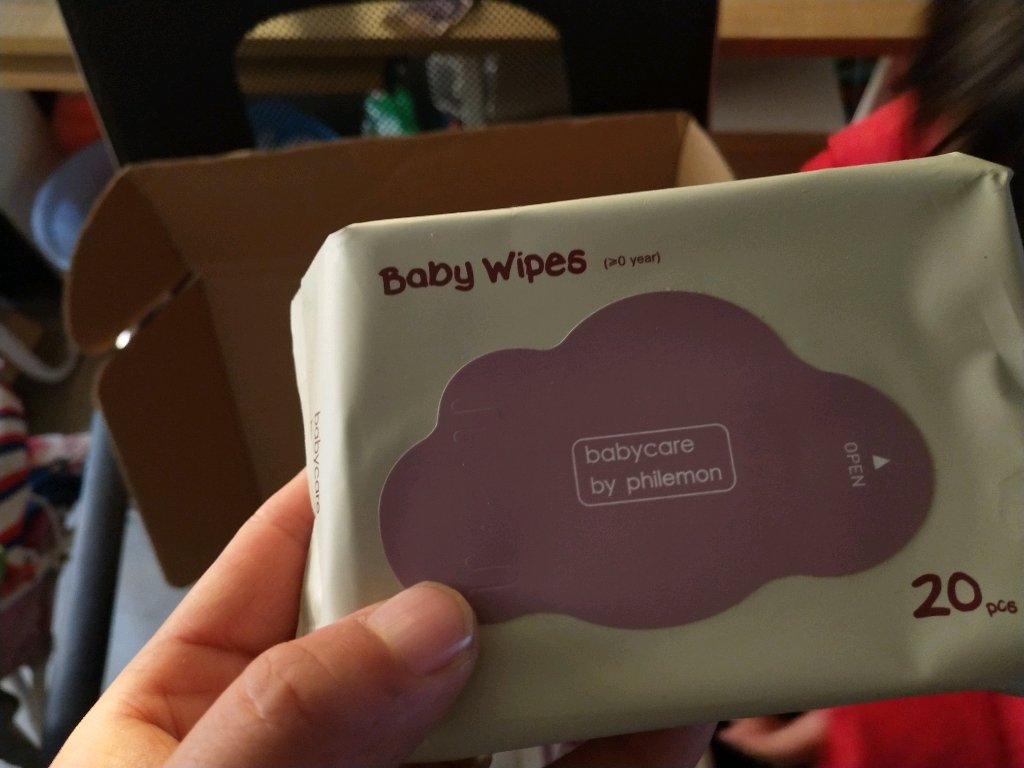 Baby Wipes (≥0 year)
babycare
by philemon
OPEN
20 pcs
babycare